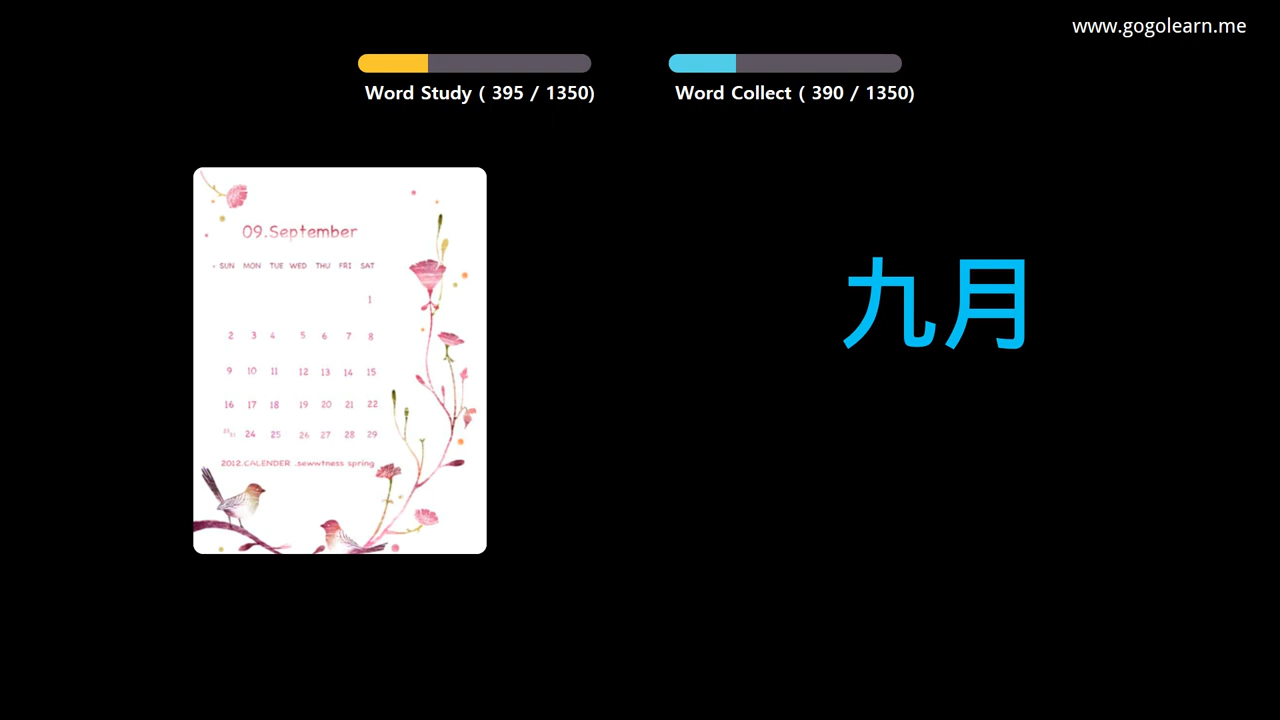 www.gogolearn.me
Word Study ( 395 / 1350)
Word Collect ( 390 / 1350)
09.September
SUN MON TUE WED THU FRI SAT
1
2 3 4 5 6 7 8
9 10 11 12 13 14 15
16 17 18 19 20 21 22
24 25 26 27 28 29
2012.CALENDER .sewwtness spring
九月